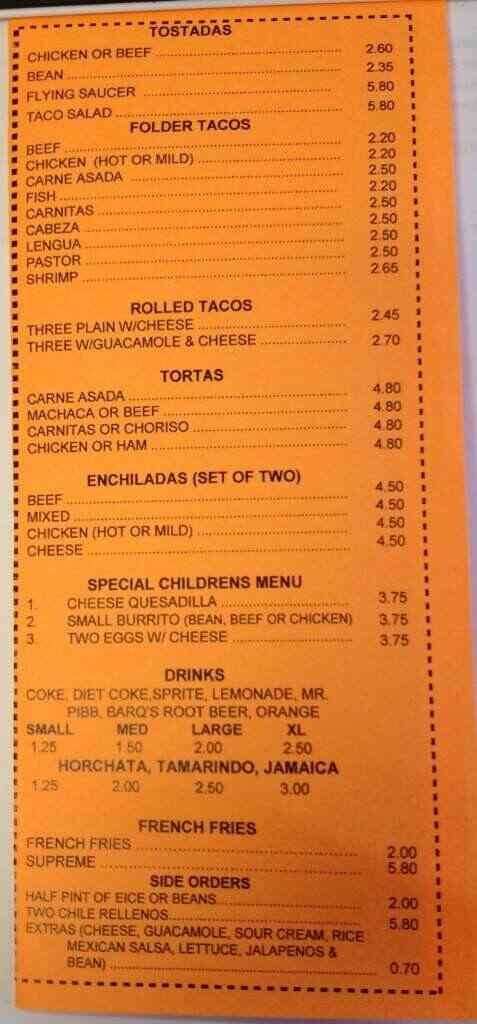 TOSTADAS
CHICKEN OR BEEF 2.60
BEAN 2.35
FLYING SAUCER 5.80
TACO SALAD 5.80
FOLDER TACOS
BEEF 2.20
CHICKEN (HOT OR MILD) 2.20
CARNE ASADA 2.50
FISH 2.20
CARNITAS 2.50
CABEZA 2.50
LENGUA 2.50
PASTOR 2.50
SHRIMP 2.65
ROLLED TACOS
THREE PLAIN W/CHEESE 2.45
THREE W/GUACAMOLE & CHEESE 2.70
TORTAS
CARNE ASADA 4.80
MACHACA OR BEEF 4.80
CARNITAS OR CHORISO 4.80
CHICKEN OR HAM 4.80
ENCHILADAS (SET OF TWO)
BEEF 4.50
MIXED 4.50
CHICKEN (HOT OR MILD) 4.50
CHEESE 4.50
SPECIAL CHILDRENS MENU
1. CHEESE QUESADILLA 3.75
2. SMALL BURRITO (BEAN, BEEF OR CHICKEN) 3.75
3. TWO EGGS W/ CHEESE 3.75
DRINKS
COKE, DIET COKE,SPRITE, LEMONADE, MR.
PIBB, BARQ'S ROOT BEER, ORANGE
SMALL MED LARGE XL
1.25 1.50 2.00 2.50
HORCHATA, TAMARINDO, JAMAICA
1.25 2.00 2.50 3.00
FRENCH FRIES
FRENCH FRIES 2.00
SUPREME 5.80
SIDE ORDERS
HALF PINT OF EICE OR BEANS 2.00
TWO CHILE RELLENOS 5.80
EXTRAS (CHEESE, GUACAMOLE, SOUR CREAM, RICE
MEXICAN SALSA, LETTUCE, JALAPENOS &
BEAN) 0.70